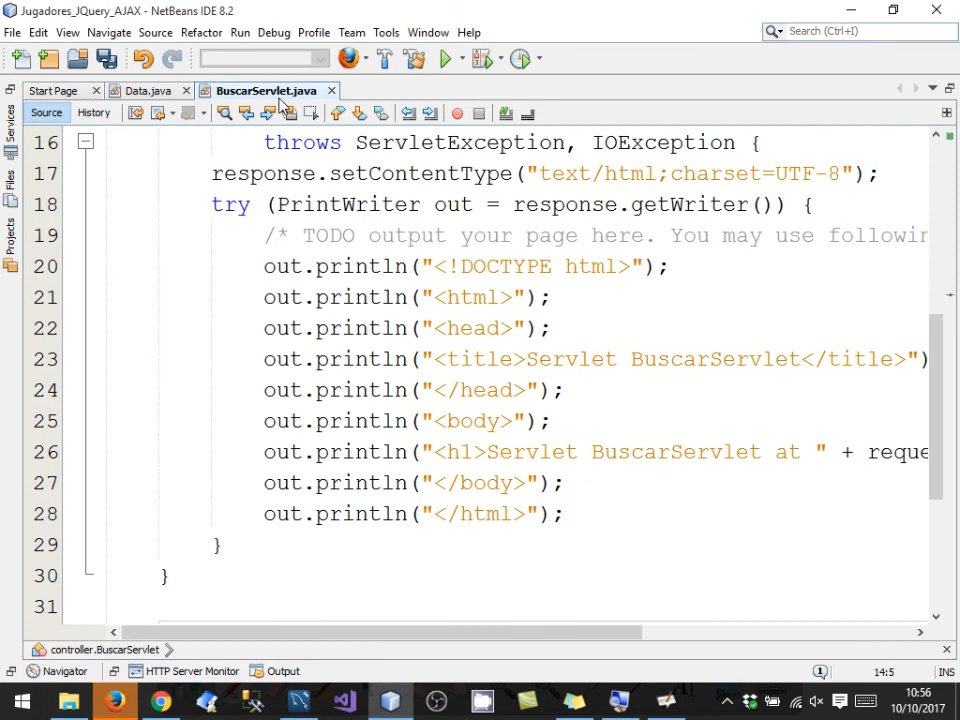 Jugadores_JQuery_AJAX - NetBeans IDE 8.2
File Edit View Navigate Source Refactor Run Debug Profile Team Tools Window Help
Search (Ctrl+I)
Start Page Data.java BuscarServlet.java
Source History
Services
Files
Projects
16 throws ServletException, IOException {
17 response.setContentType("text/html;charset=UTF-8");
18 try (PrintWriter out = response.getWriter()) {
19 /* TODO output your page here. You may use followin
20 out.println("<!DOCTYPE html>");
21 out.println("<html>");
22 out.println("<head>");
23 out.println("<title>Servlet BuscarServlet</title>")
24 out.println("</head>");
25 out.println("<body>");
26 out.println("<h1>Servlet BuscarServlet at " + reque
27 out.println("</body>");
28 out.println("</html>");
29 }
30 }
31
controller.BuscarServlet
Navigator HTTP Server Monitor Output 1 14:5 INS
10:56
10/10/2017